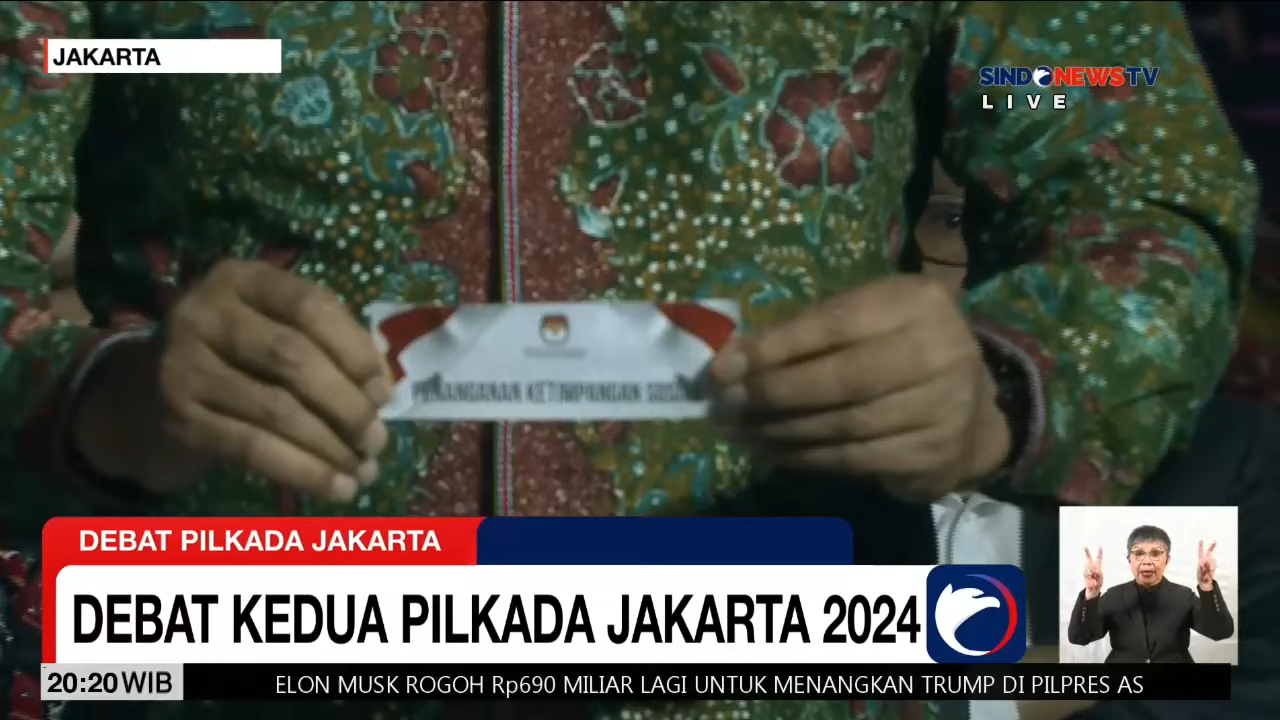 JAKARTA
SINDONEWSTV
LIVE
PENANGANAN KETIMPANGAN
DEBAT PILKADA JAKARTA
DEBAT KEDUA PILKADA JAKARTA 2024
20:20 WIB
ELON MUSK ROGOH Rp690 MILIAR LAGI UNTUK MENANGKAN TRUMP DI PILPRES AS